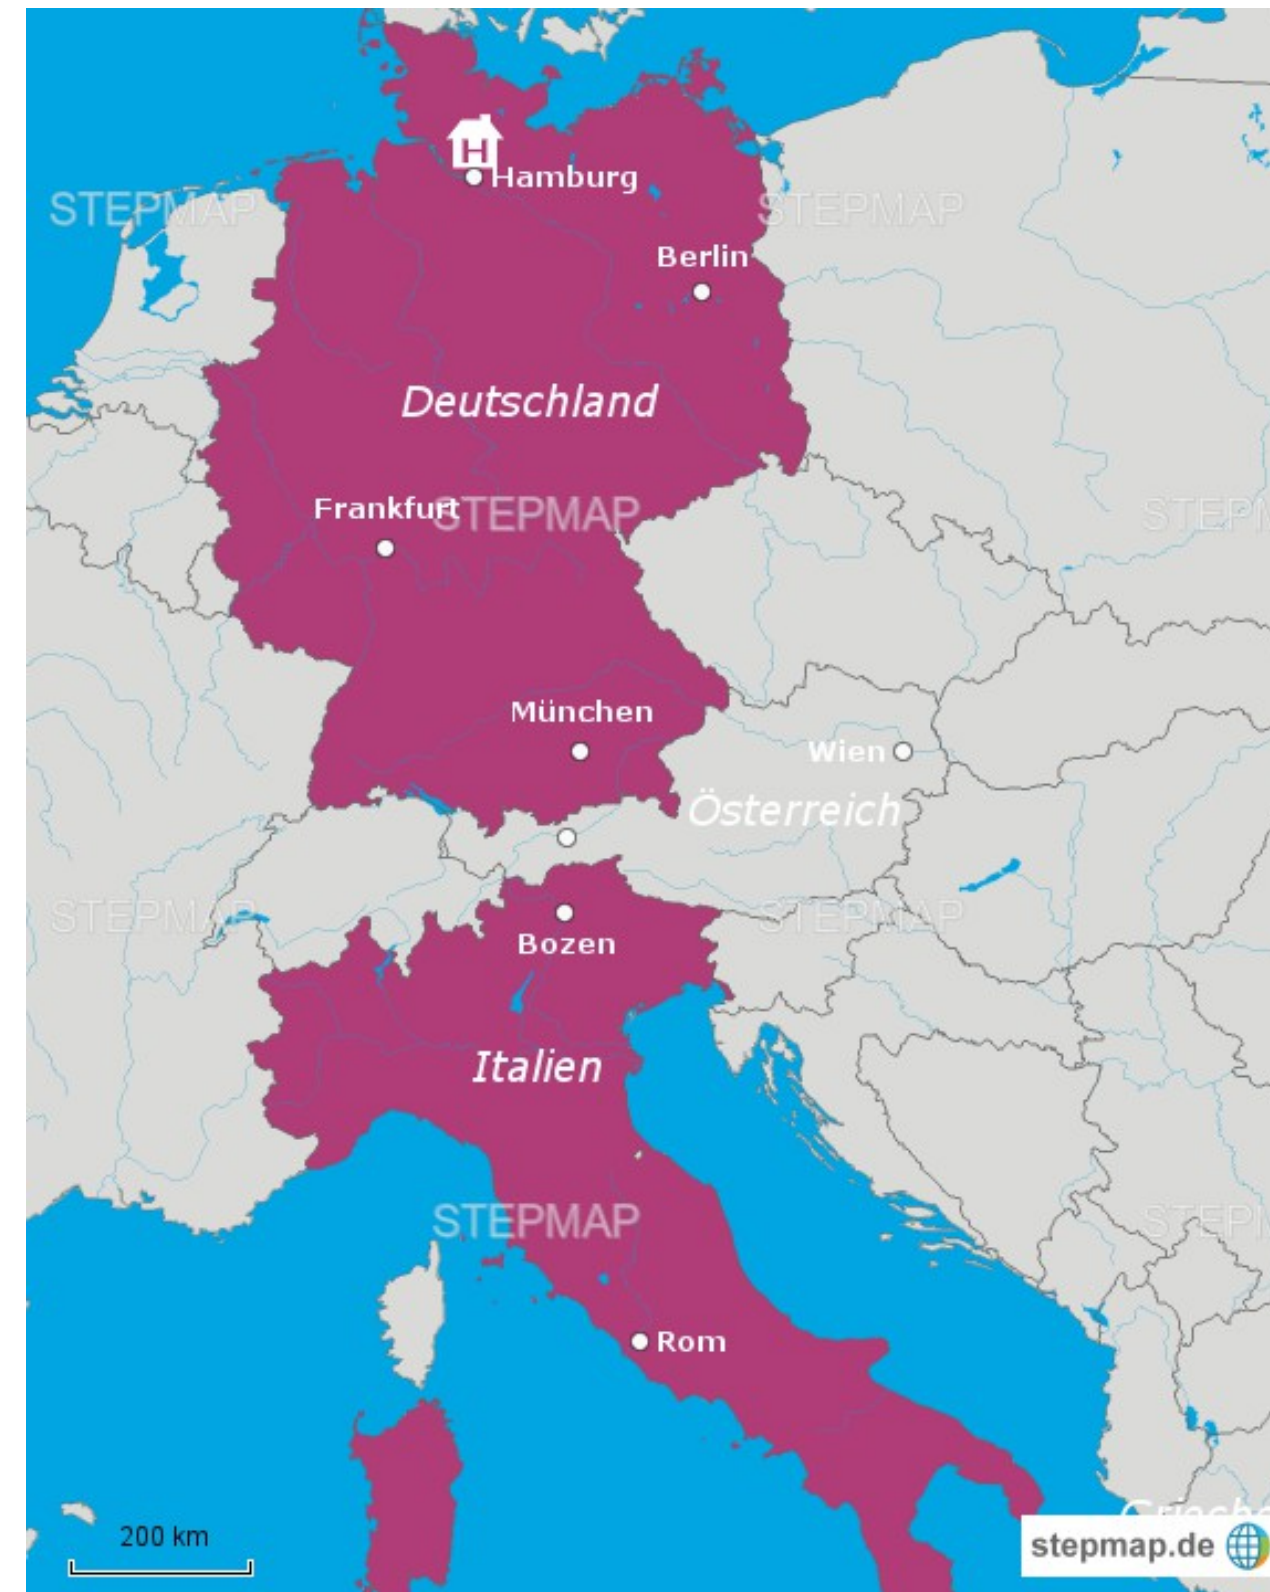 H
Hamburg
STEPMAP
STEPMAP
Berlin
Deutschland
Frankfurt
STEPMAP
STEPM
München
Wien
Österreich
STEPMAP
STEPMAP
Bozen
Italien
STEPMAP
STEPM
Rom
Grieche
200 km
stepmap.de